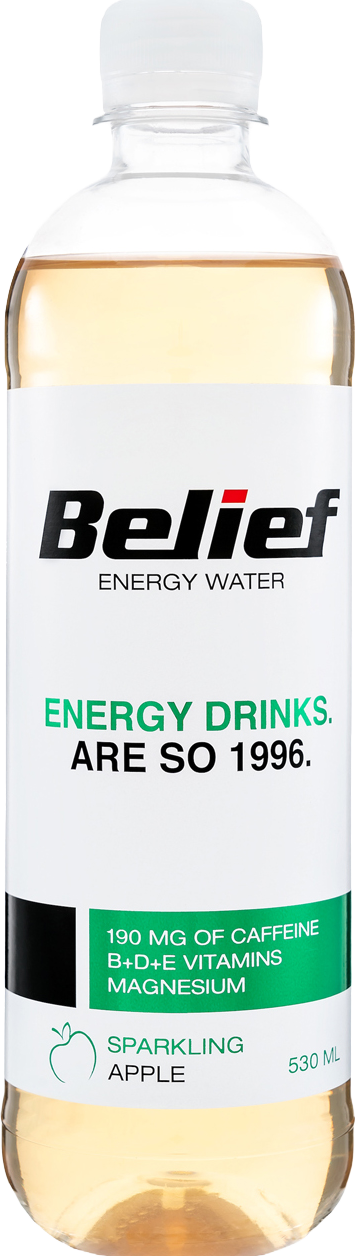 Belief
ENERGY WATER
ENERGY DRINKS.
ARE SO 1996.
190 MG OF CAFFEINE
B+D+E VITAMINS
MAGNESIUM
SPARKLING
APPLE
530 ML